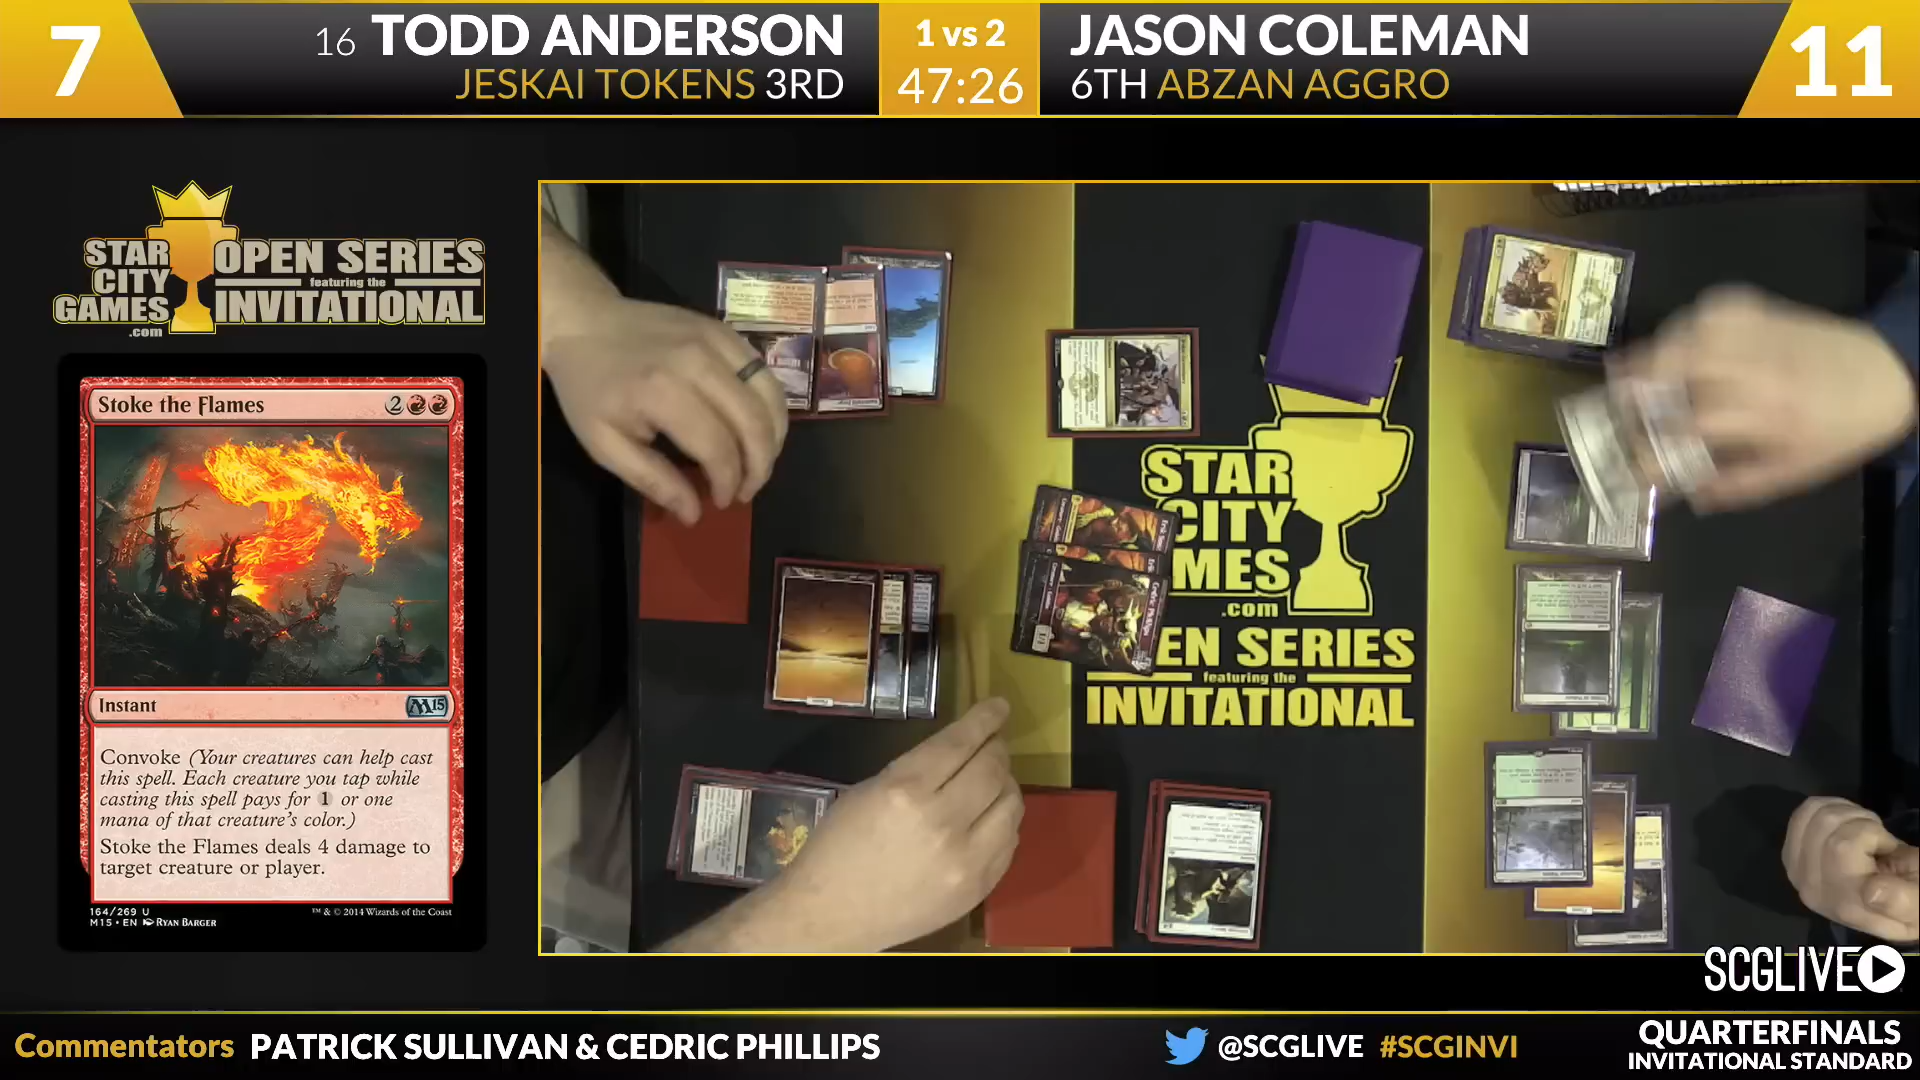 7
16 TODD ANDERSON
JESKAI TOKENS 3RD
1 vs 2
47:26
JASON COLEMAN
6TH ABZAN AGGRO
11
STAR CITY GAMES .com
OPEN SERIES
featuring the
INVITATIONAL
Stoke the Flames 2
Instant
M15
Convoke (Your creatures can help cast
this spell. Each creature you tap while
casting this spell pays for 1 or one
mana of that creature's color.)
Stoke the Flames deals 4 damage to
target creature or player.
164/269 U
M15 • EN RYAN BARGER
™ & © 2014 Wizards of the Coast
STAR
CITY
MES
.com
EN SERIES
featuring the
INVITATIONAL
SCGLIVE
Commentators PATRICK SULLIVAN & CEDRIC PHILLIPS
@SCGLIVE #SCGINVI
QUARTERFINALS
INVITATIONAL STANDARD